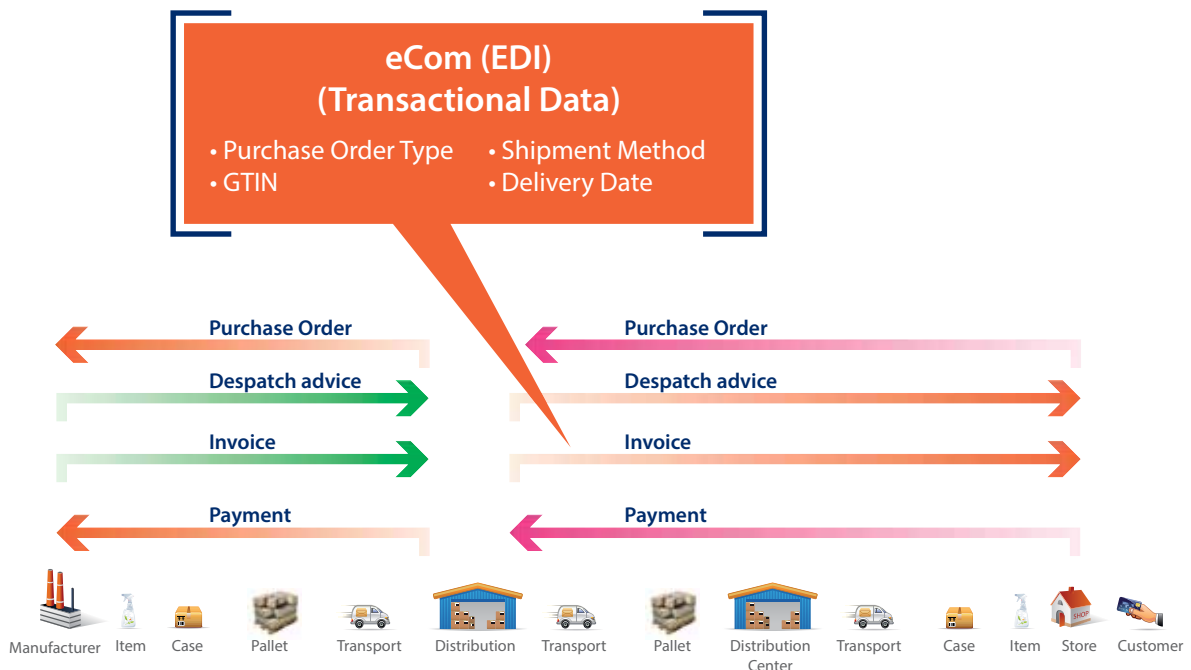 eCom (EDI)
(Transactional Data)
• Purchase Order Type • Shipment Method
• GTIN • Delivery Date
Purchase Order Purchase Order
Despatch advice Despatch advice
Invoice Invoice
Payment Payment
SHOP
Manufacturer Item Case Pallet Transport Distribution Transport Pallet Distribution Transport Case Item Store Customer
Center